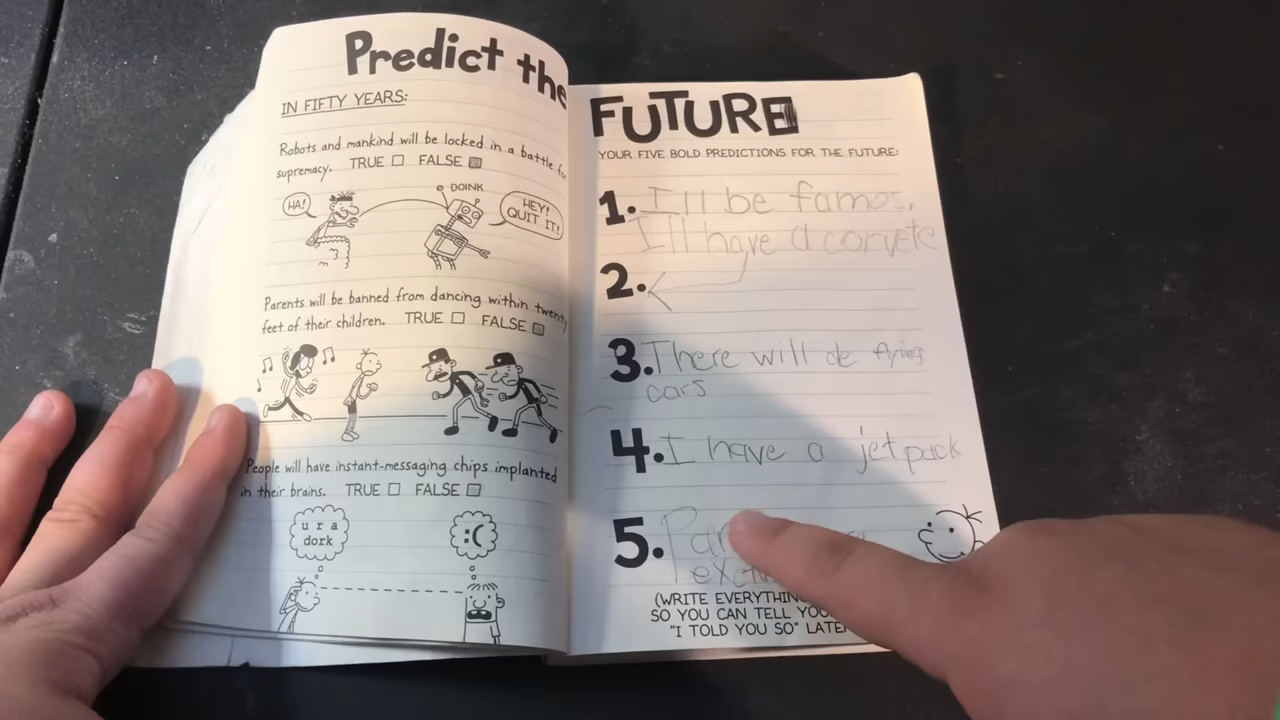 Predict the
IN FIFTY YEARS:
Robots and mankind will be locked in a battle for
supremacy. TRUE FALSE
HA!
DOINK
HEY!
QUIT IT!
Parents will be banned from dancing within twenty
feet of their children. TRUE FALSE
People will have instant-messaging chips implanted
in their brains. TRUE FALSE
u r a
dork
:(
FUTURE
YOUR FIVE BOLD PREDICTIONS FOR THE FUTURE:
1. I'll be famos.
I'll have a corvete
2.
3. There will de flying
cars
4. I have a jetpack
5.
(WRITE EVERYTHING
SO YOU CAN TELL YOU
"I TOLD YOU SO" LATE